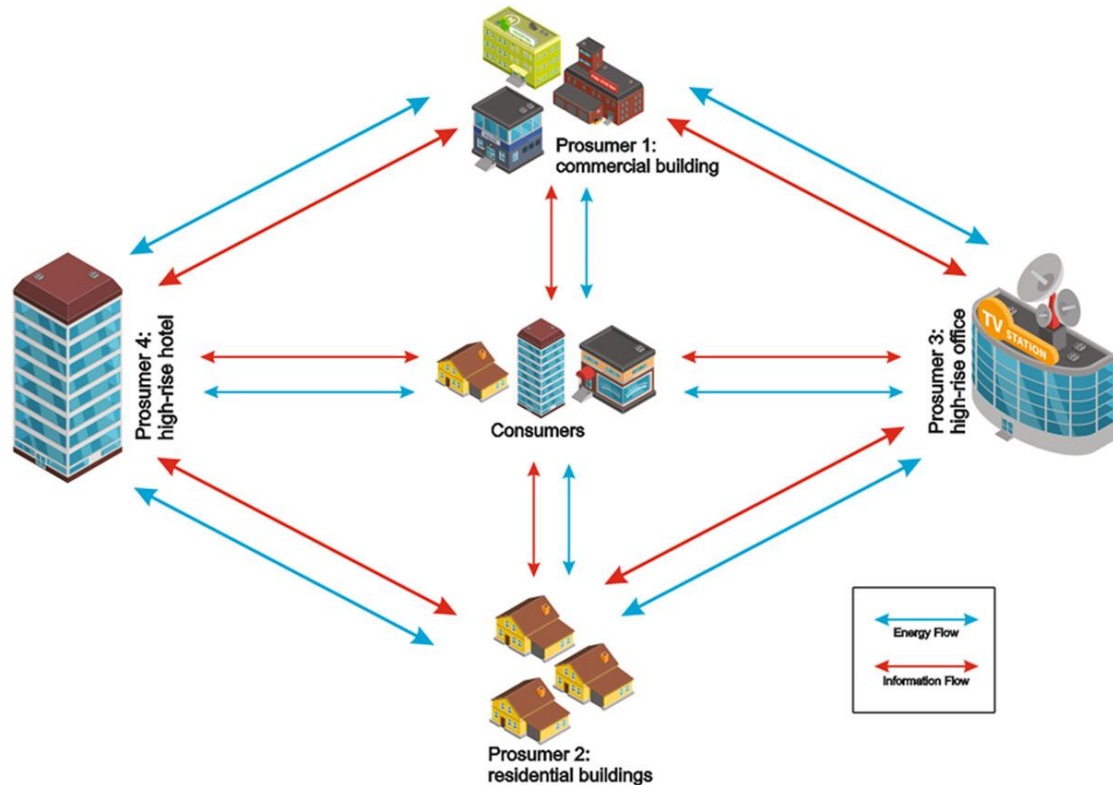 Prosumer 1:
commercial building
Prosumer 4:
high-rise hotel
Consumers
Prosumer 3:
high-rise office
TV
STATION
Prosumer 2:
residential buildings
Energy Flow
Information Flow